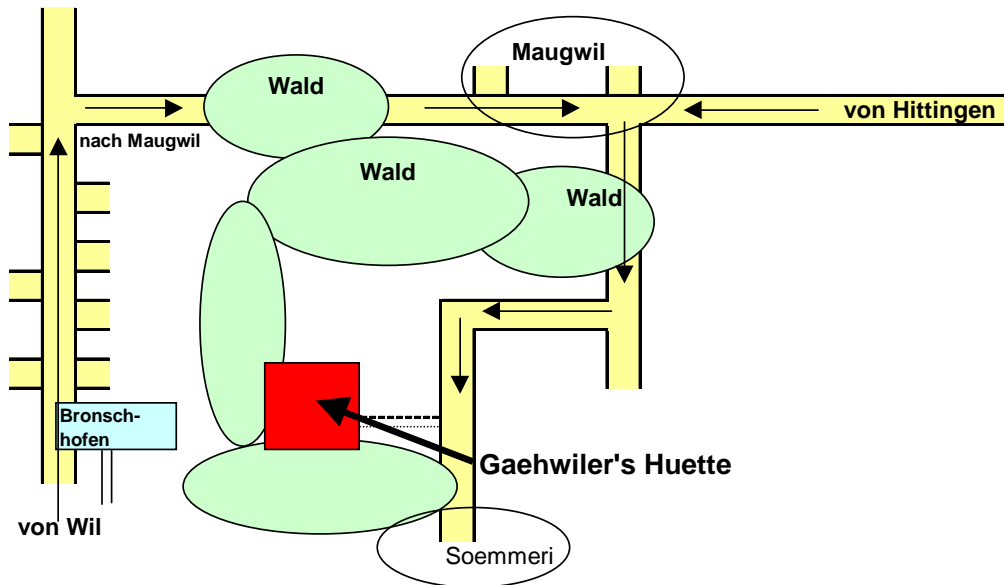 Maugwil
Wald
von Hittingen
nach Maugwil
Wald
Wald
Bronsch-
hofen
Gaehwiler's Huette
von Wil
Soemmeri